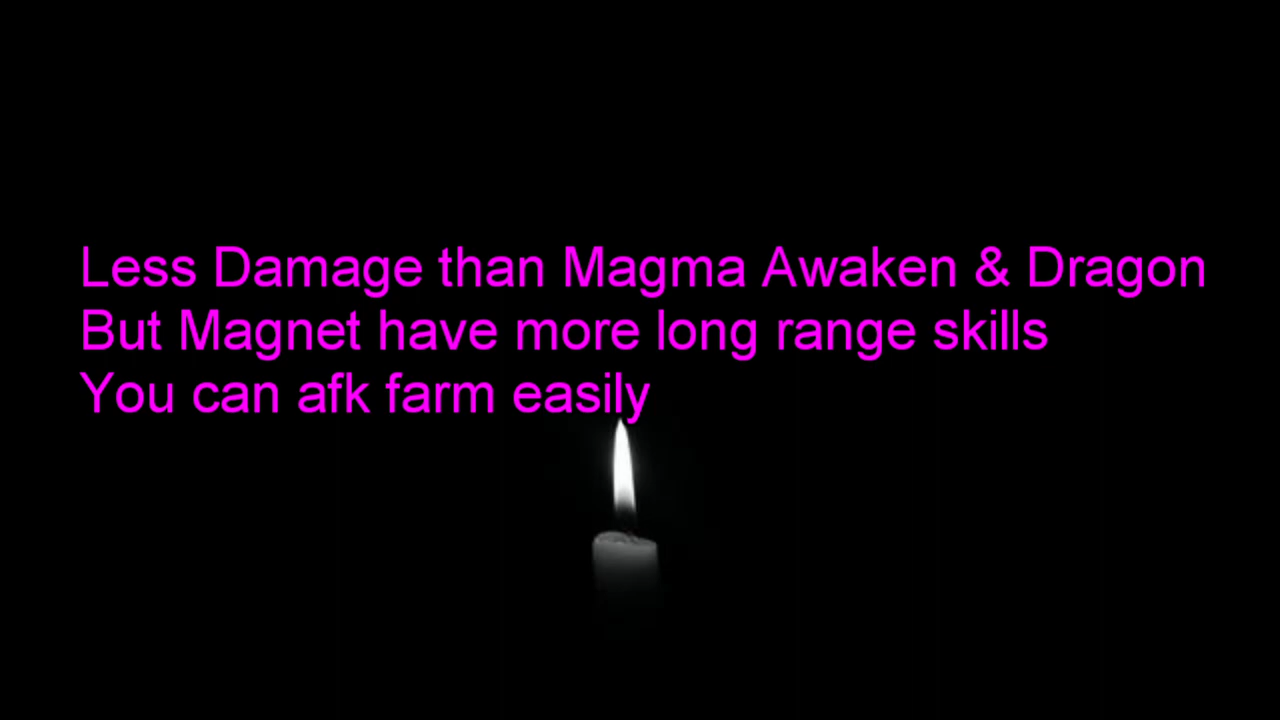 Less Damage than Magma Awaken & Dragon
But Magnet have more long range skills
You can afk farm easily